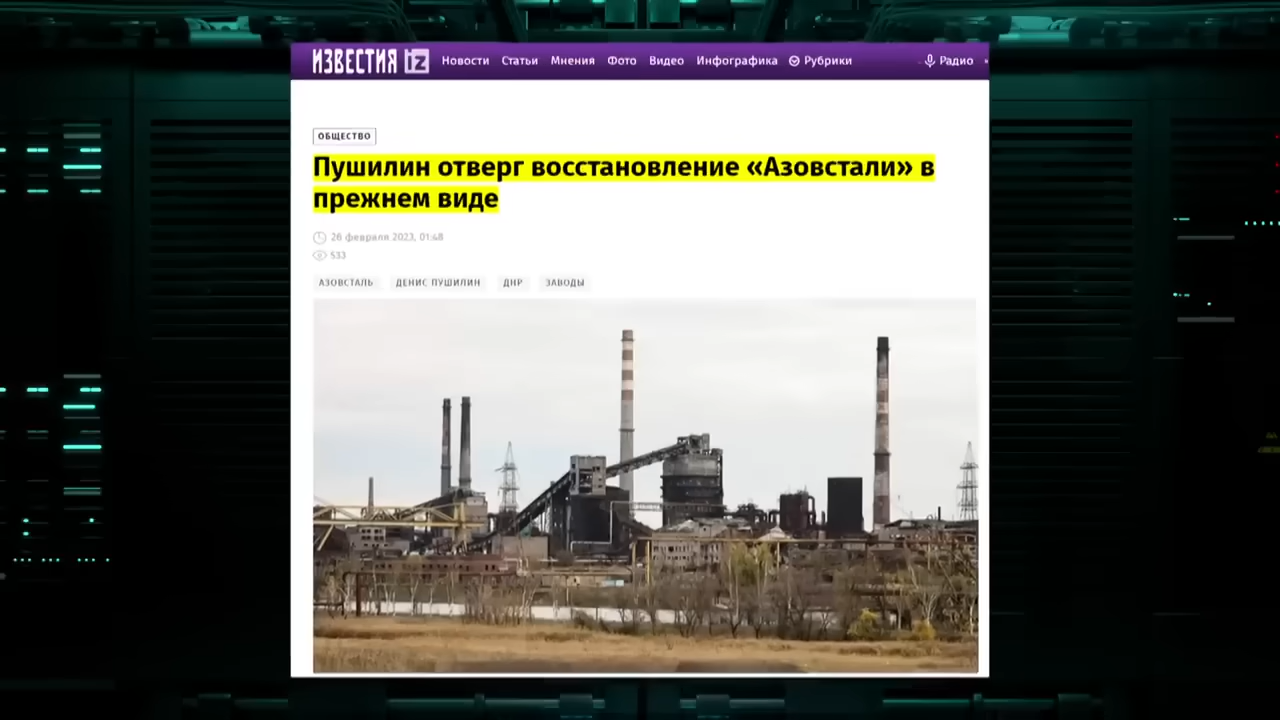 ИЗВЕСТИЯ iz Новости Статьи Мнения Фото Видео Инфографика Рубрики Радио
ОБЩЕСТВО
Пушилин отверг восстановление «Азовстали» в
прежнем виде
26 февраля 2023, 01:48
533
АЗОВСТАЛЬ ДЕНИС ПУШИЛИН ДНР ЗАВОДЫ